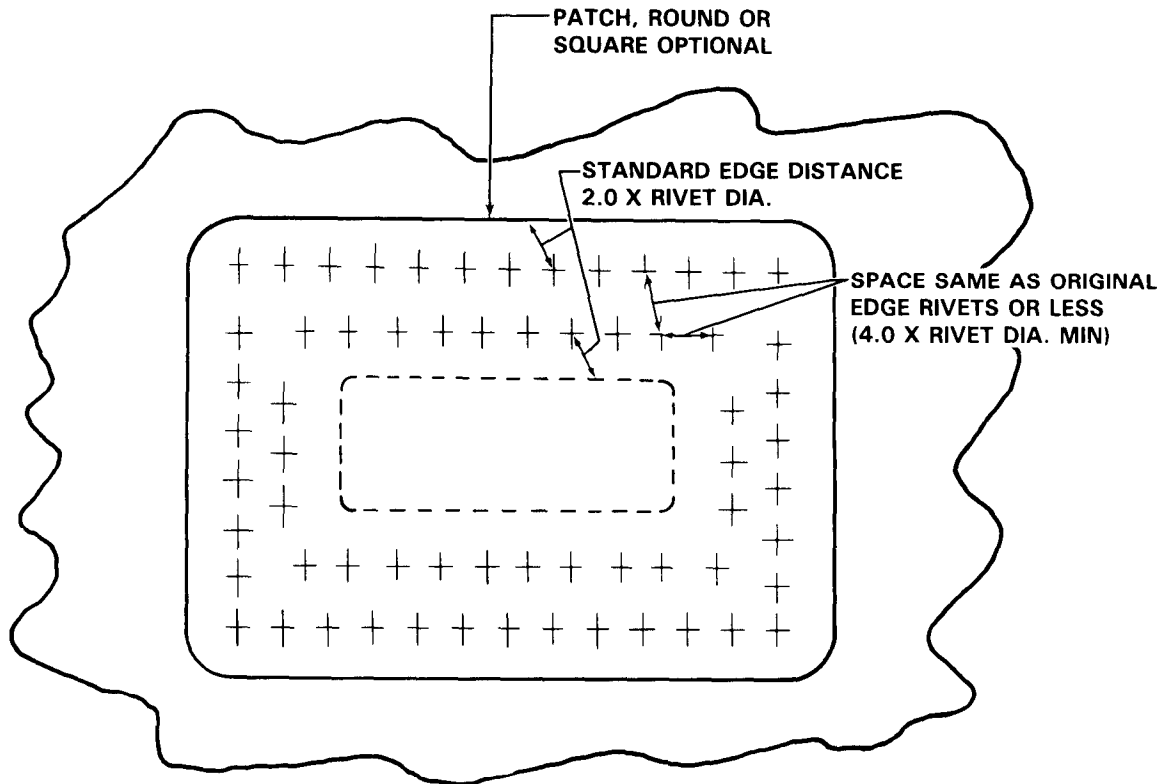 PATCH, ROUND OR
SQUARE OPTIONAL
STANDARD EDGE DISTANCE
2.0 X RIVET DIA.
SPACE SAME AS ORIGINAL
EDGE RIVETS OR LESS
(4.0 X RIVET DIA. MIN)